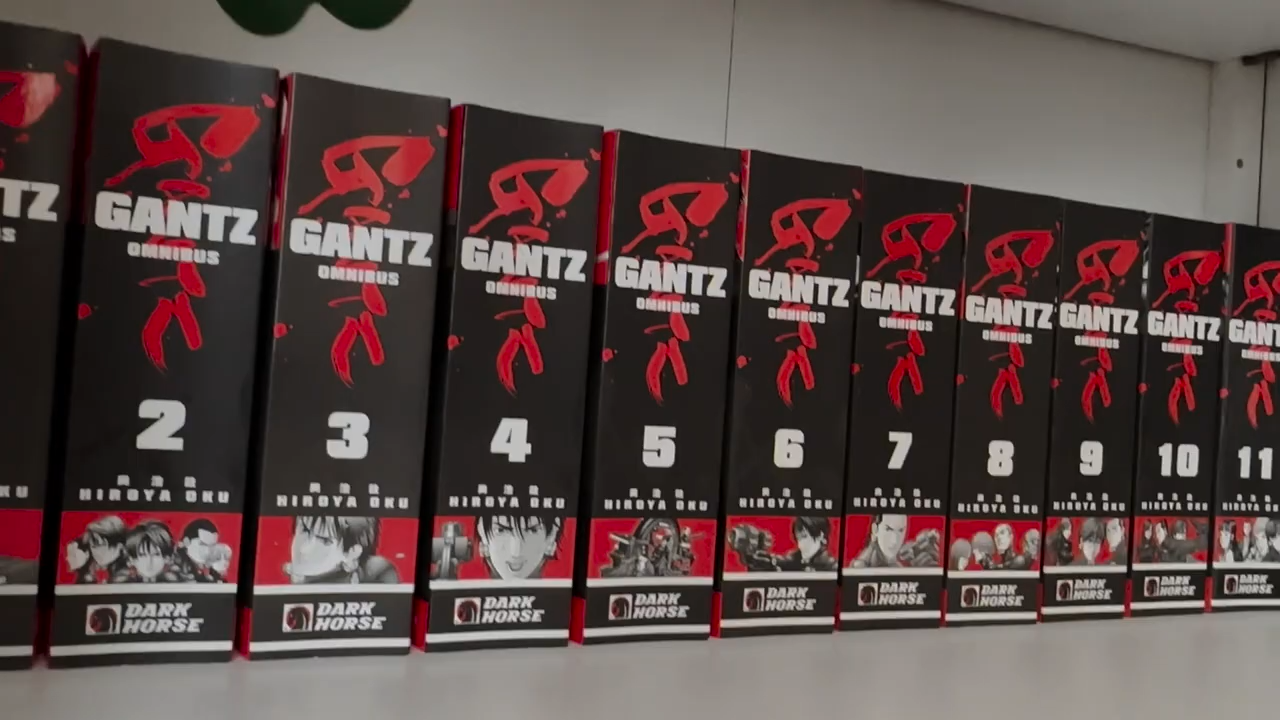 TZ
S
KU
GANTZ
OMNIBUS
2
HIROYA OKU
DARK
HORSE
GANTZ
OMNIBUS
3
HIROYA OKU
DARK
HORSE
GANTZ
OMNIBUS
4
HIROYA OKU
DARK
HORSE
GANTZ
OMNIBUS
5
HIROYA OKU
DARK
HORSE
GANTZ
OMNIBUS
6
HIROYA OKU
DARK
HORSE
GANTZ
OMNIBUS
7
HIROYA OKU
DARK
HORSE
GANTZ
OMNIBUS
8
HIROYA OKU
DARK
HORSE
GANTZ
OMNIBUS
9
HIROYA OKU
DARK
HORSE
GANTZ
OMNIBUS
10
HIROYA OKU
DARK
HORSE
GANT
11
DARK
HORSE